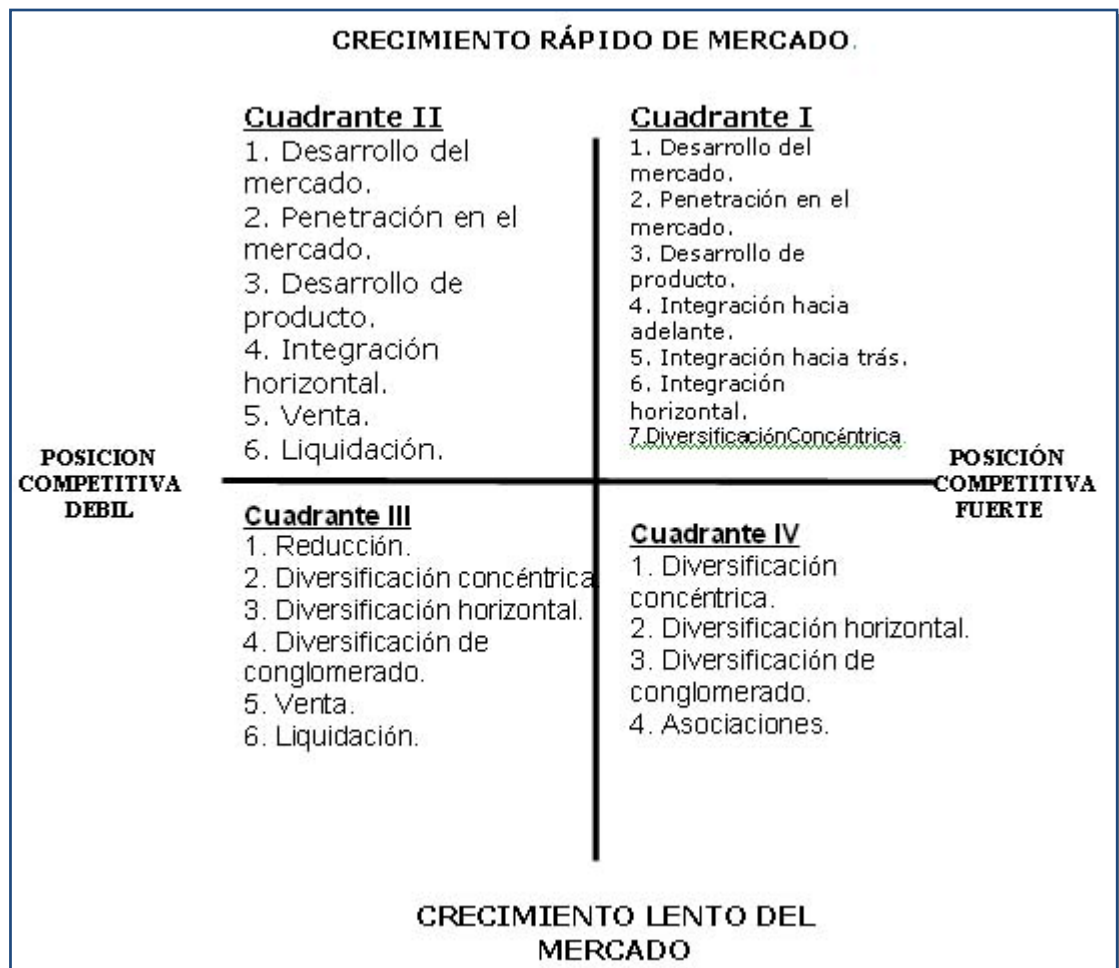 CRECIMIENTO RÁPIDO DE MERCADO.
Cuadrante II
1. Desarrollo del
mercado.
2. Penetración en el
mercado.
3. Desarrollo de
producto.
4. Integración
horizontal.
5. Venta.
6. Liquidación.
Cuadrante I
1. Desarrollo del
mercado.
2. Penetración en el
mercado.
3. Desarrollo de
producto.
4. Integración hacia
adelante.
5. Integración hacia trás.
6. Integración
horizontal.
7.DiversificaciónConcéntrica
POSICION
COMPETITIVA
DEBIL
POSICIÓN
COMPETITIVA
FUERTE
Cuadrante III
1. Reducción.
2. Diversificación concéntrica
3. Diversificación horizontal.
4. Diversificación de
conglomerado.
5. Venta.
6. Liquidación.
Cuadrante IV
1. Diversificación
concéntrica.
2. Diversificación horizontal.
3. Diversificación de
conglomerado.
4. Asociaciones.
CRECIMIENTO LENTO DEL
MERCADO